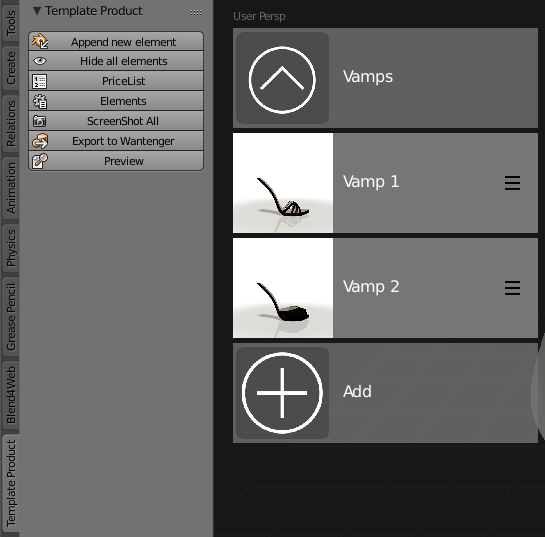 Tools
Create
Relations
Animation
Physics
Grease Pencil
Blend4Web
Template Product
Template Product
Append new element
Hide all elements
PriceList
Elements
ScreenShot All
Export to Wantenger
Preview
User Persp
Vamps
Vamp 1
Vamp 2
Add